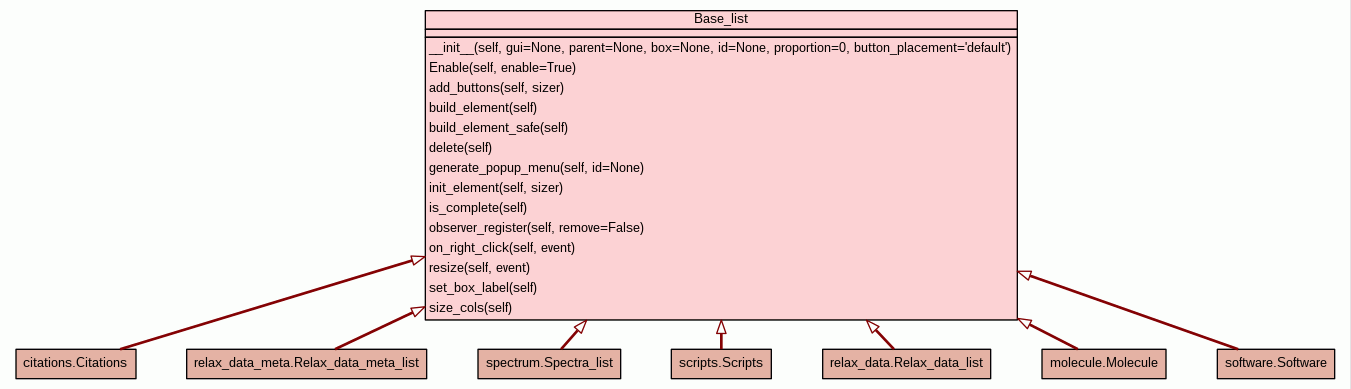 Base_list
__init__(self, gui=None, parent=None, box=None, id=None, proportion=0, button_placement='default')
Enable(self, enable=True)
add_buttons(self, sizer)
build_element(self)
build_element_safe(self)
delete(self)
generate_popup_menu(self, id=None)
init_element(self, sizer)
is_complete(self)
observer_register(self, remove=False)
on_right_click(self, event)
resize(self, event)
set_box_label(self)
size_cols(self)
citations.Citations
relax_data_meta.Relax_data_meta_list
spectrum.Spectra_list
scripts.Scripts
relax_data.Relax_data_list
molecule.Molecule
software.Software